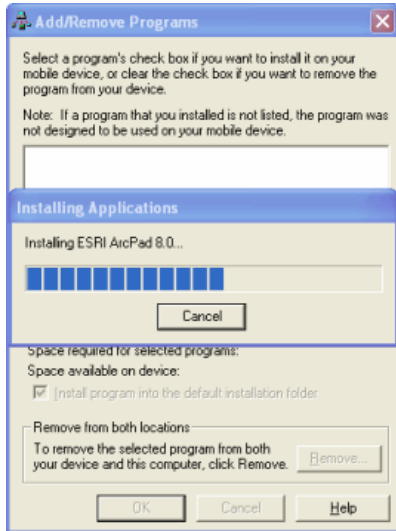 Add/Remove Programs
Select a program's check box if you want to install it on your
mobile device, or clear the check box if you want to remove the
program from your device.
Note: If a program that you installed is not listed, the program was
not designed to be used on your mobile device.
Installing Applications
Installing ESRI ArcPad 8.0...
Cancel
Space required for selected programs:
Space available on device:
Install program into the default installation folder
Remove from both locations
To remove the selected program from both
your device and this computer, click Remove.
Remove...
OK Cancel Help